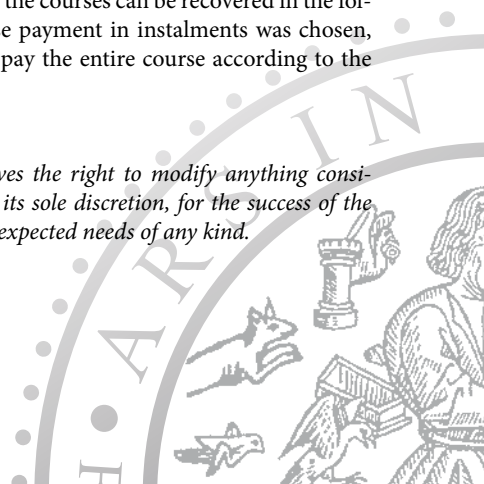 the courses can be recovered in the fol-
e payment in instalments was chosen,
pay the entire course according to the
ves the right to modify anything consi-
its sole discretion, for the success of the
expected needs of any kind.
H • ARS IN